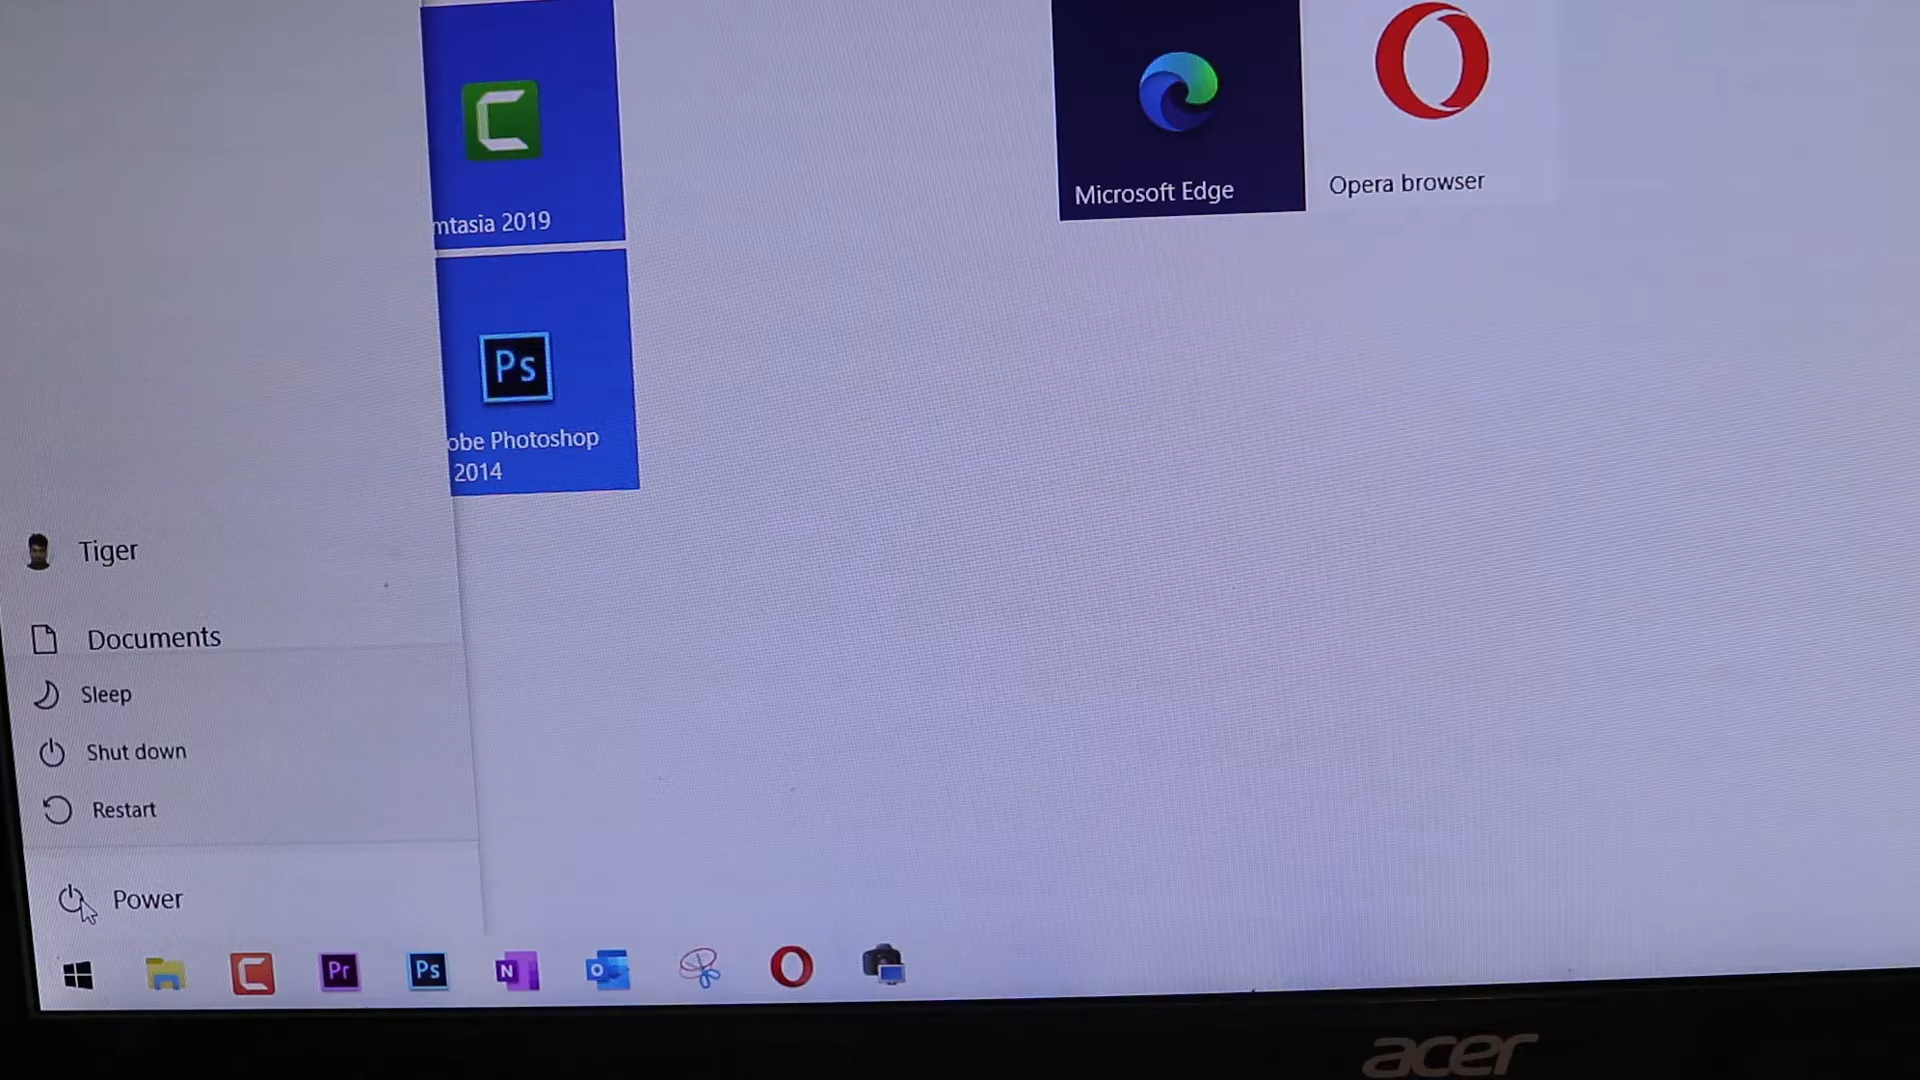 mtasia 2019
Microsoft Edge
Opera browser
Ps
obe Photoshop
2014
Tiger
Documents
Sleep
Shut down
Restart
Power
Pr
Ps
N
O
acer